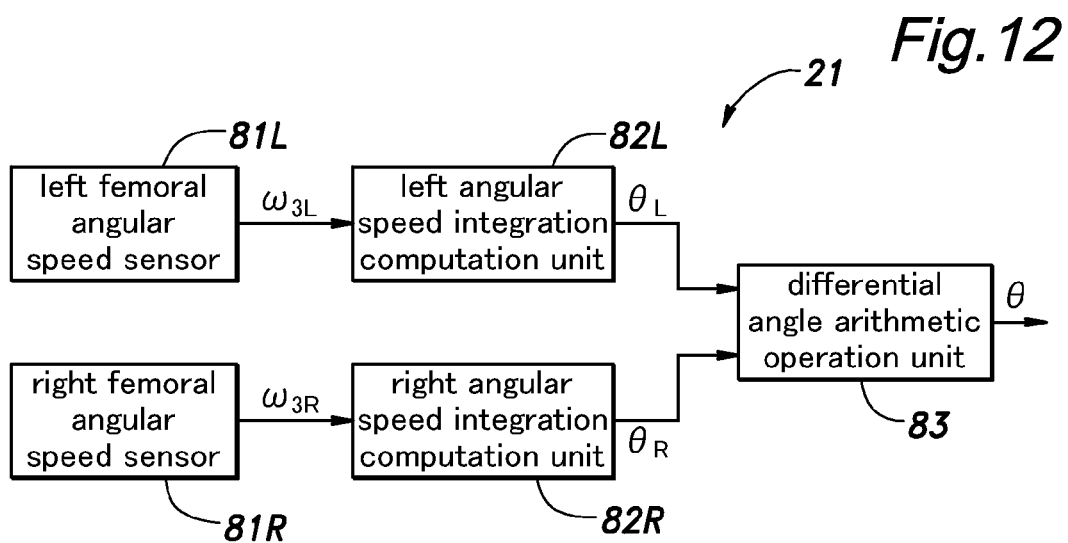 Fig.12
21
81L
82L
left femoral
angular
speed sensor
ω3L
left angular
speed integration
computation unit
θL
differential
angle arithmetic
operation unit
θ
83
right femoral
angular
speed sensor
ω3R
right angular
speed integration
computation unit
θR
81R
82R